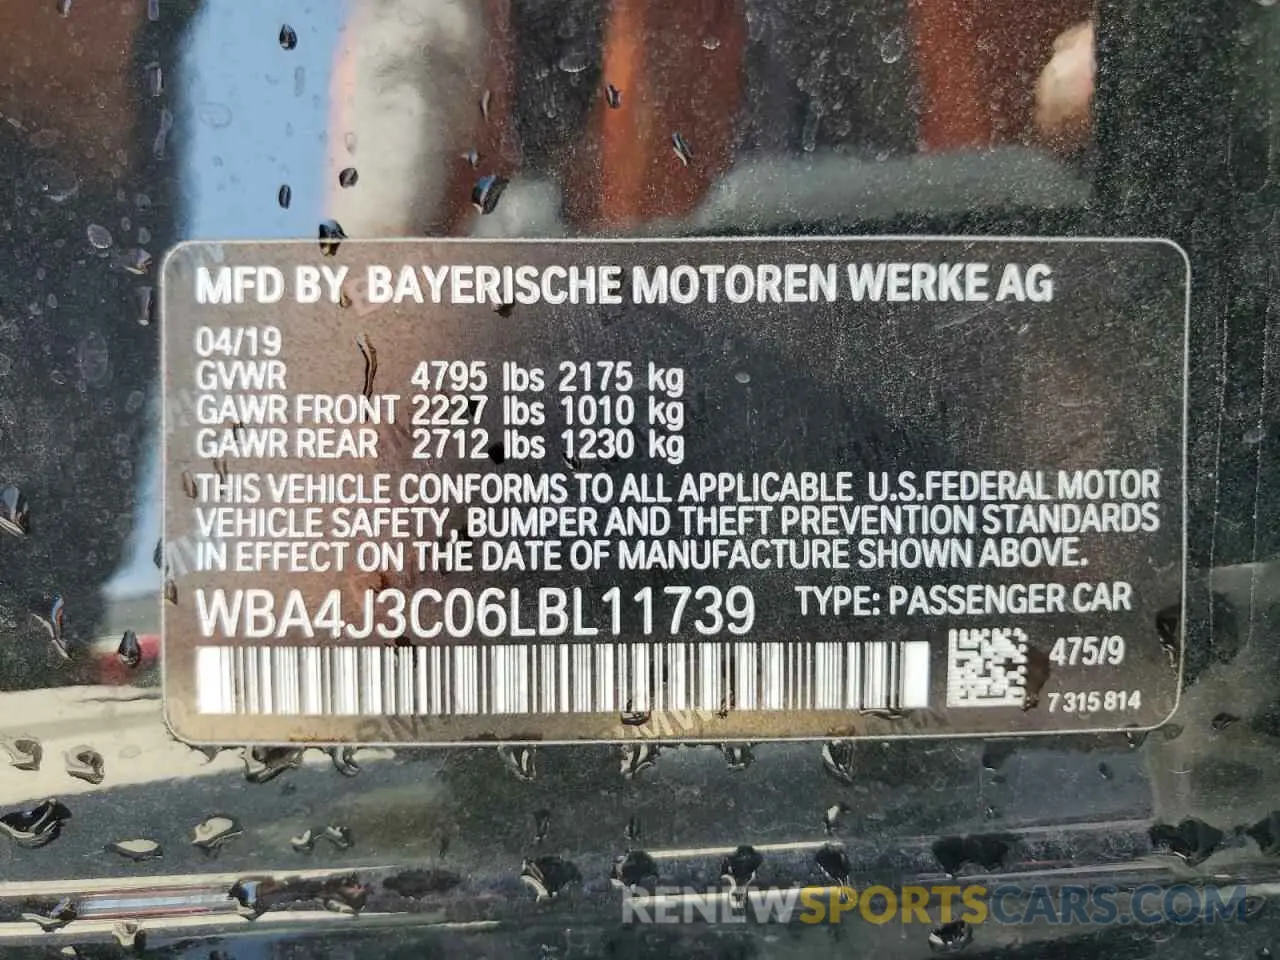 MFD BY BAYERISCHE MOTOREN WERKE AG
04/19
GVWR 4795 lbs 2175 kg
GAWR FRONT 2227 lbs 1010 kg
GAWR REAR 2712 lbs 1230 kg
THIS VEHICLE CONFORMS TO ALL APPLICABLE U.S.FEDERAL MOTOR
VEHICLE SAFETY, BUMPER AND THEFT PREVENTION STANDARDS
IN EFFECT ON THE DATE OF MANUFACTURE SHOWN ABOVE.
WBA4J3C06LBL11739 TYPE: PASSENGER CAR
475/9
7 315 814
RENEWSPORTSCARS.COM